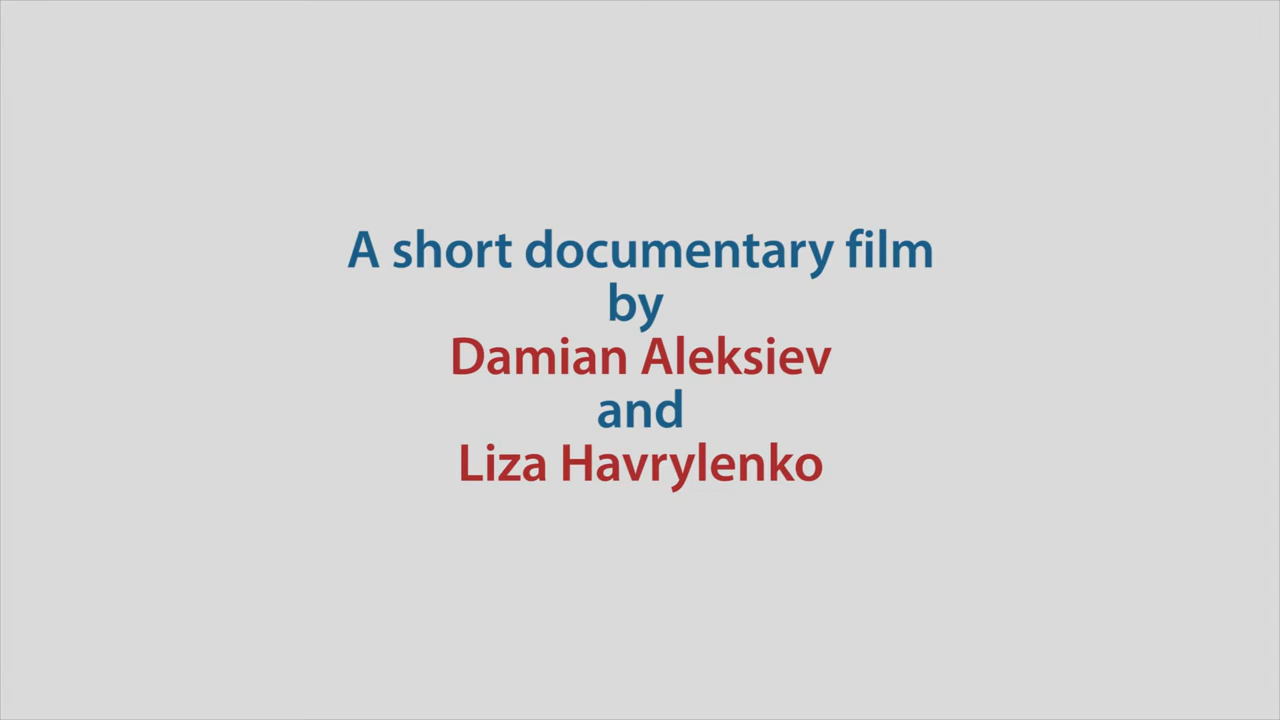 A short documentary film
by
Damian Aleksiev
and
Liza Havrylenko